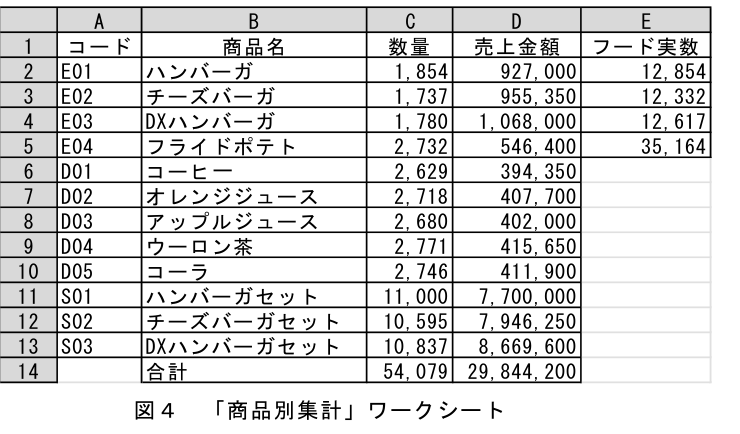 A B C D E
1 コード 商品名 数量 売上金額 フード実数
2 E01 ハンバーガ 1,854 927,000 12,854
3 E02 チーズバーガ 1,737 955,350 12,332
4 E03 DXハンバーガ 1,780 1,068,000 12,617
5 E04 フライドポテト 2,732 546,400 35,164
6 D01 コーヒー 2,629 394,350
7 D02 オレンジジュース 2,718 407,700
8 D03 アップルジュース 2,680 402,000
9 D04 ウーロン茶 2,771 415,650
10 D05 コーラ 2,746 411,900
11 S01 ハンバーガセット 11,000 7,700,000
12 S02 チーズバーガセット 10,595 7,946,250
13 S03 DXハンバーガセット 10,837 8,669,600
14 合計 54,079 29,844,200
図4 「商品別集計」ワークシート